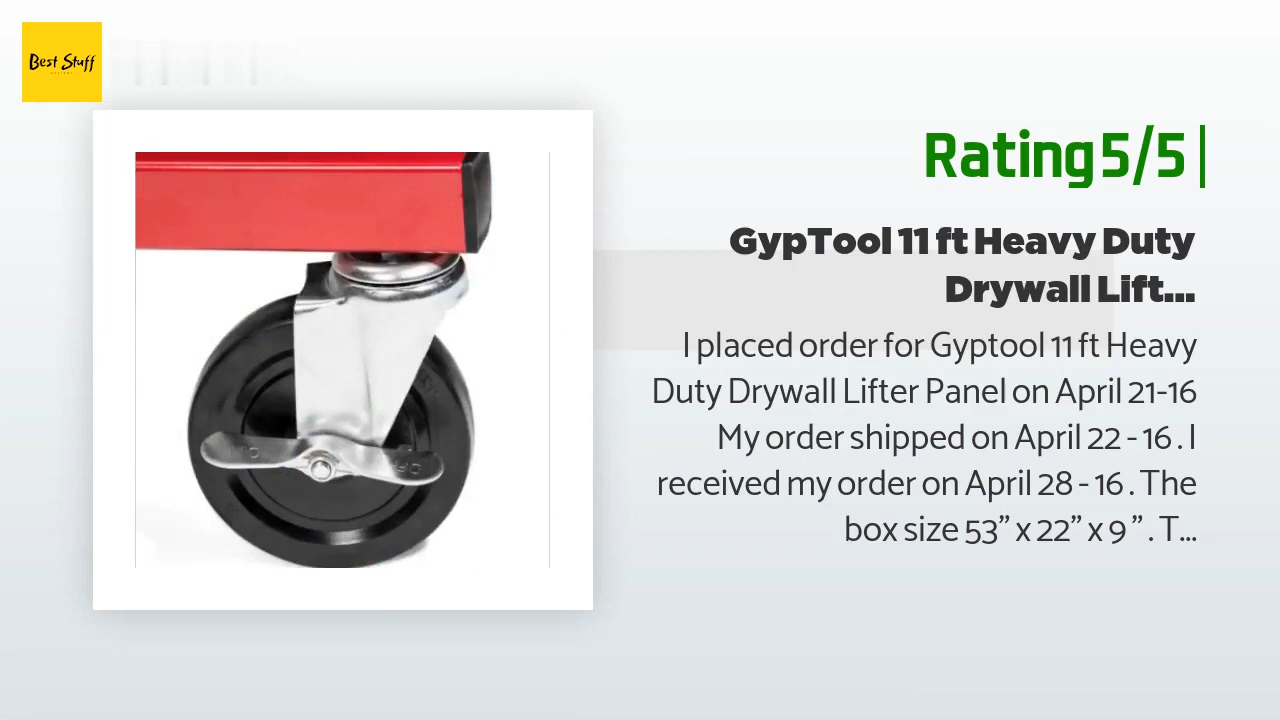 Best Stuff
Rating 5/5
GypTool 11 ft Heavy Duty
Drywall Lift...
I placed order for Gyptool 11 ft Heavy
Duty Drywall Lifter Panel on April 21-16
My order shipped on April 22 - 16 . I
received my order on April 28 - 16 . The
box size 53” x 22” x 9 ” . T...